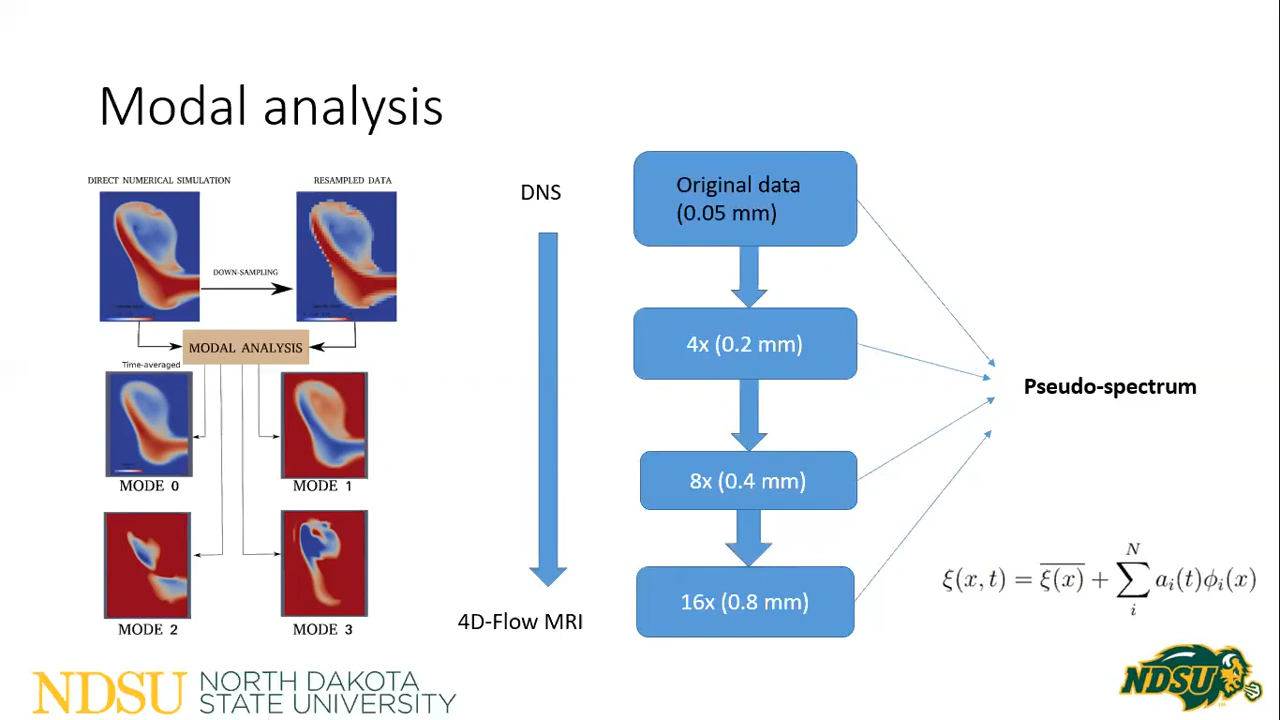 Modal analysis
DIRECT NUMERICAL SIMULATION
RESAMPLED DATA
DOWN-SAMPLING
MODAL ANALYSIS
Time-averaged
MODE 0
MODE 1
MODE 2
MODE 3
DNS
4D-Flow MRI
Original data
(0.05 mm)
4x (0.2 mm)
8x (0.4 mm)
16x (0.8 mm)
Pseudo-spectrum
ξ(x, t) = \overline{ξ(x)} + \sum_{i}^{N} a_i(t)ϕ_i(x)
NDSU NORTH DAKOTA
STATE UNIVERSITY
NDSU